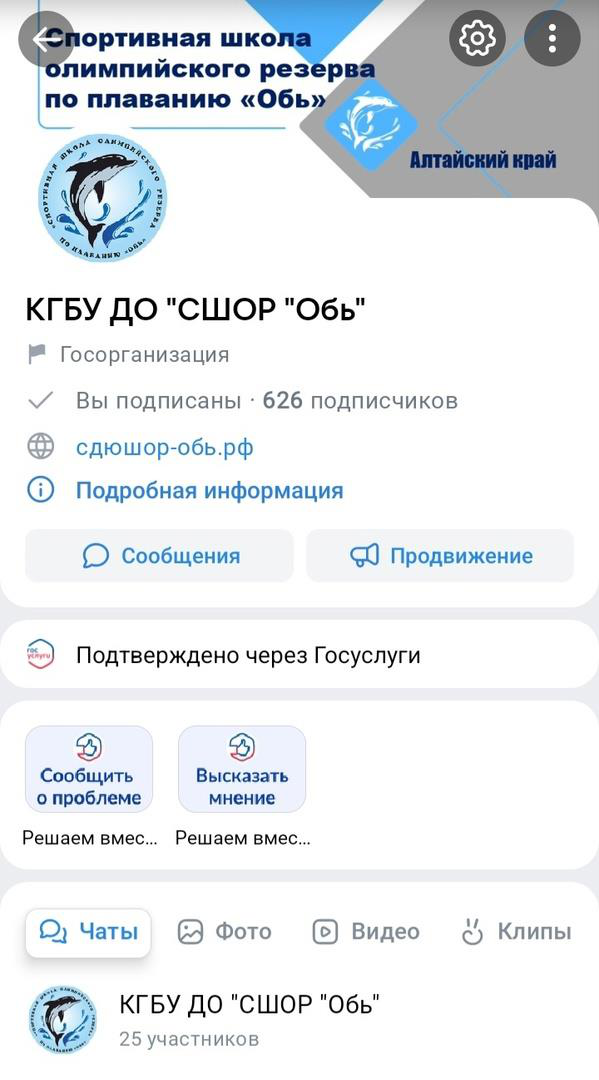 Спортивная школа
олимпийского резерва
по плаванию «Обь»
Алтайский край
СПОРТИВНАЯ ШКОЛА ОЛИМПИЙСКОГО РЕЗЕРВА
ПО ПЛАВАНИЮ «ОБЬ»
КГБУ ДО "СШОР "Обь"
Госорганизация
Вы подписаны · 626 подписчиков
сдюшор-обь.рф
Подробная информация
Сообщения
Продвижение
гос
услуги
Подтверждено через Госуслуги
Сообщить
о проблеме
Высказать
мнение
Решаем вмес...
Решаем вмес...
Чаты
Фото
Видео
Клипы
КГБУ ДО "СШОР "Обь"
25 участников